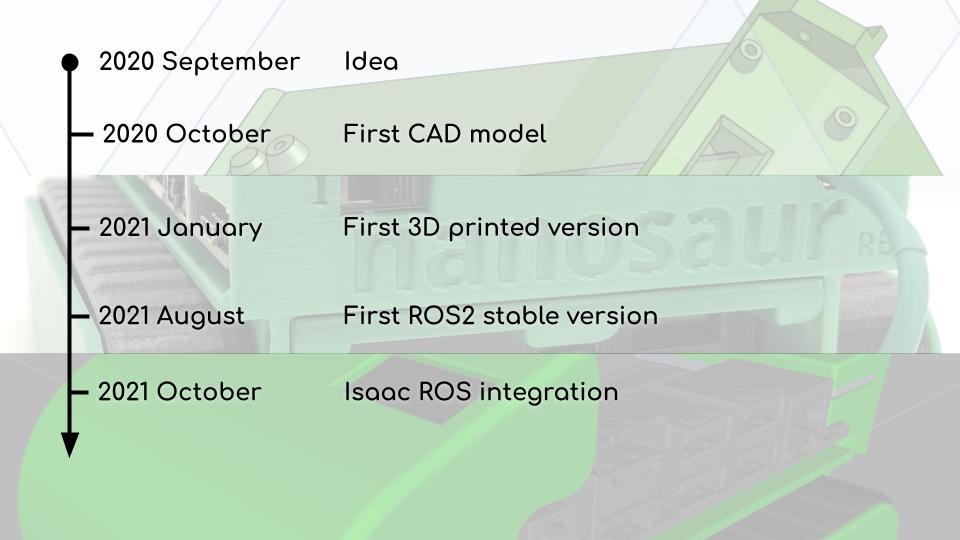 2020 September Idea
2020 October First CAD model
2021 January First 3D printed version
nanosaur RE
2021 August First ROS2 stable version
2021 October Isaac ROS integration